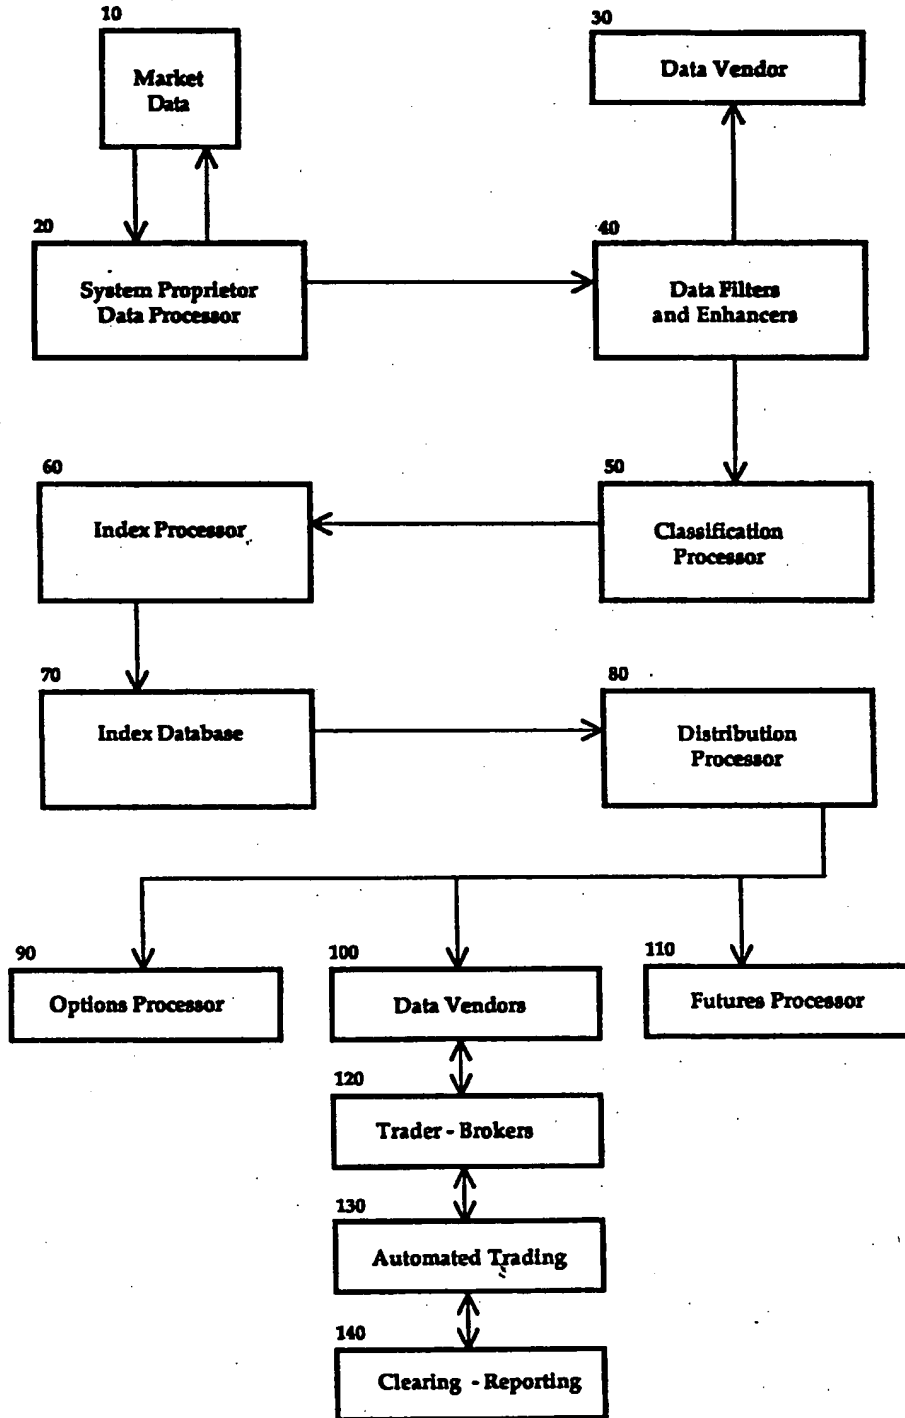 10
Market
Data
30
Data Vendor
20
System Proprietor
Data Processor
40
Data Filters
and Enhancers
60
Index Processor
50
Classification
Processor
70
Index Database
80
Distribution
Processor
90
Options Processor
100
Data Vendors
110
Futures Processor
120
Trader - Brokers
130
Automated Trading
140
Clearing - Reporting